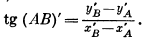 tg (AB)′ = y′_B − y′_A / x′_B − x′_A .